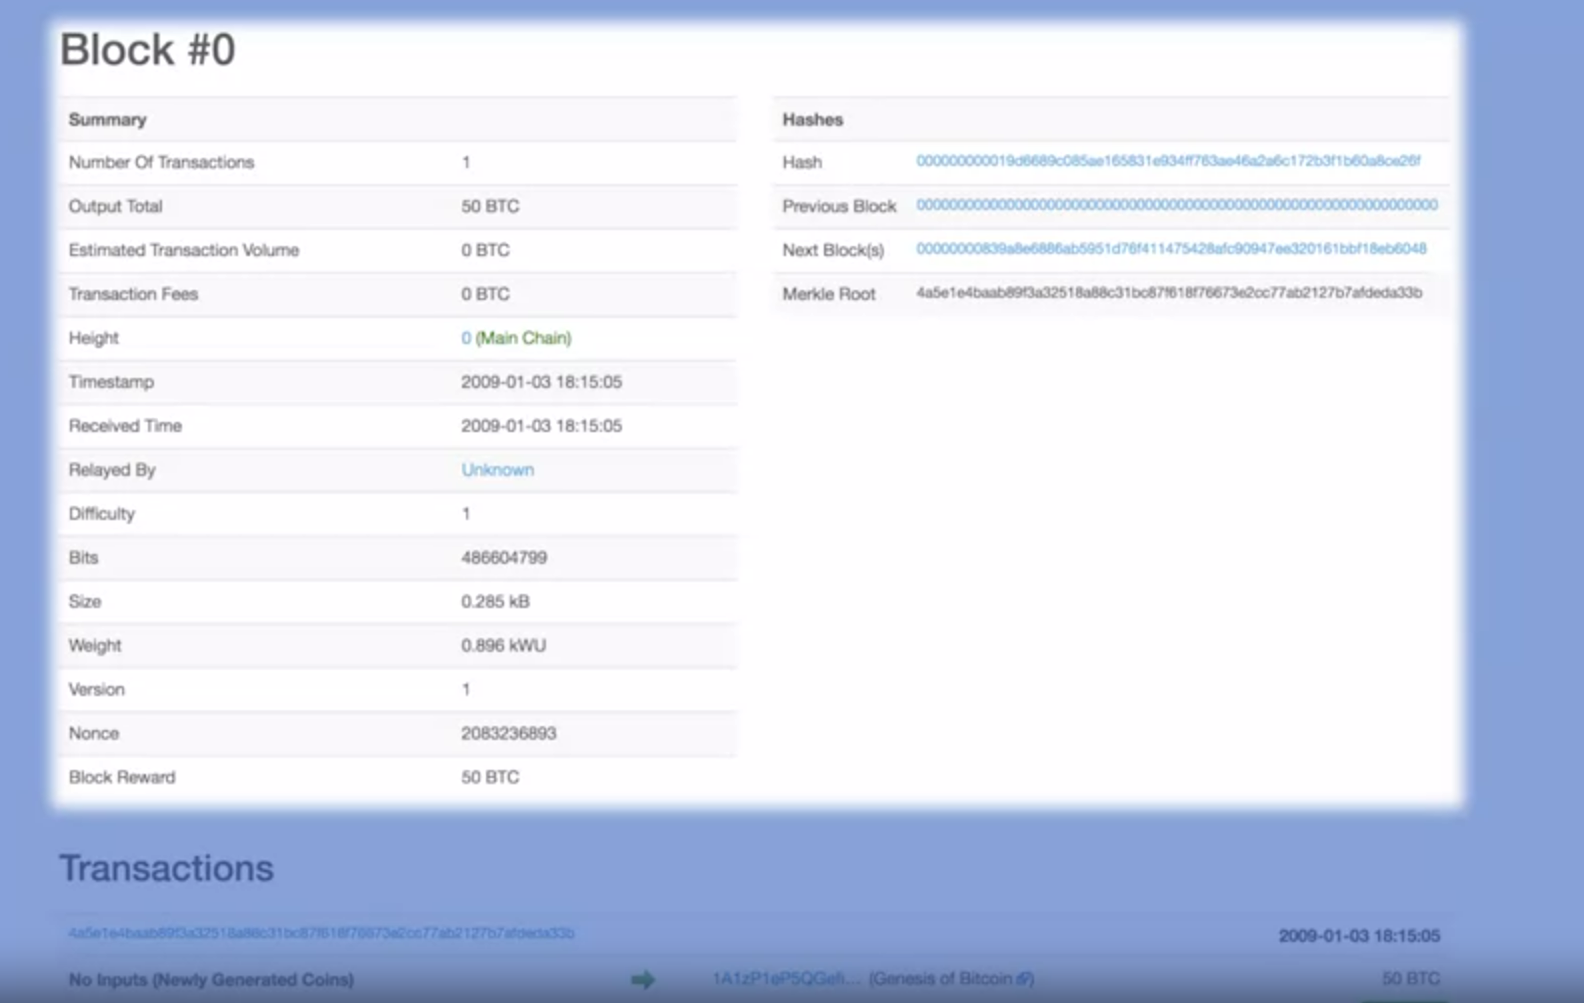 Block #0
Summary
Number Of Transactions 1
Output Total 50 BTC
Estimated Transaction Volume 0 BTC
Transaction Fees 0 BTC
Height 0 (Main Chain)
Timestamp 2009-01-03 18:15:05
Received Time 2009-01-03 18:15:05
Relayed By Unknown
Difficulty 1
Bits 486604799
Size 0.285 kB
Weight 0.896 kWU
Version 1
Nonce 2083236893
Block Reward 50 BTC
Hashes
Hash 000000000019d6689c085ae165831e934ff763ae46a2a6c172b3f1b60a8ce26f
Previous Block 0000000000000000000000000000000000000000000000000000000000000000
Next Block(s) 00000000839a8e6886ab5951d76f411475428afc90947ee320161bbf18eb6048
Merkle Root 4a5e1e4baab89f3a32518a88c31bc87f618f76673e2cc77ab2127b7afdeda33b
Transactions
4a5e1e4baab89f3a32518a88c31bc87f618f76673e2cc77ab2127b7afdeda33b 2009-01-03 18:15:05
No Inputs (Newly Generated Coins) 1A1zP1eP5QGefi... (Genesis of Bitcoin) 50 BTC